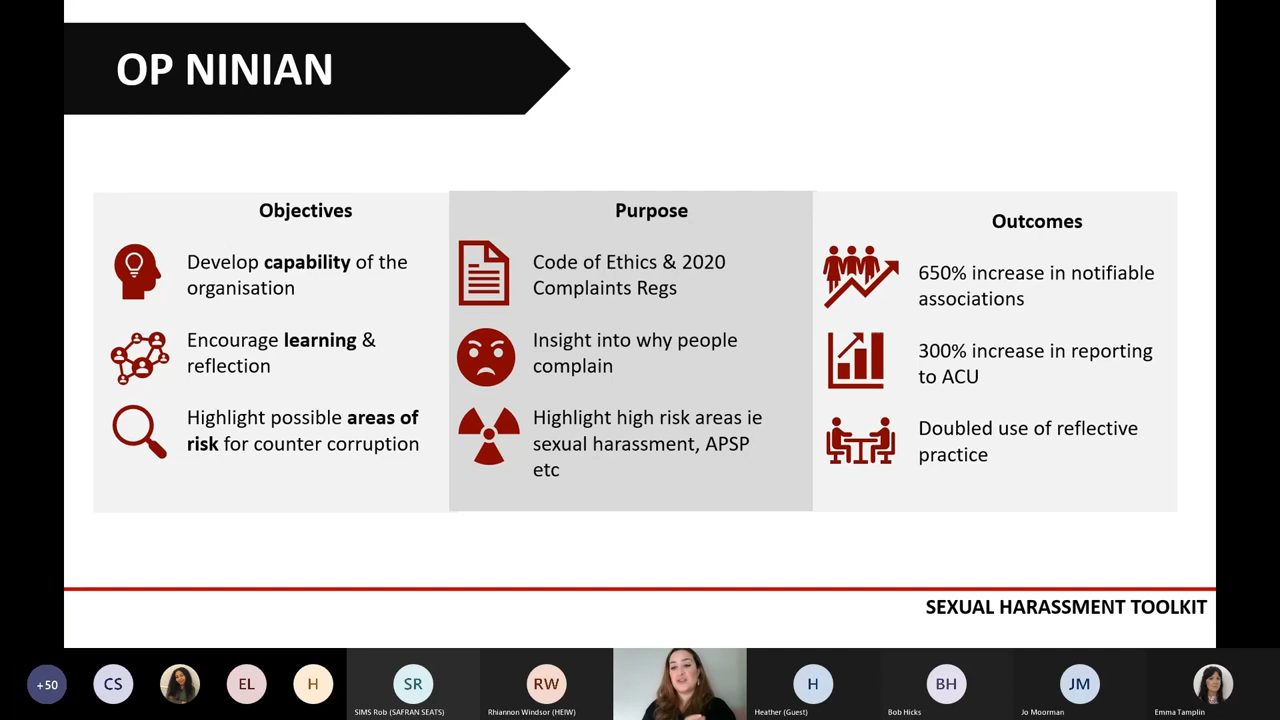 OP NINIAN
Objectives
Develop capability of the
organisation
Encourage learning &
reflection
Highlight possible areas of
risk for counter corruption
Purpose
Code of Ethics & 2020
Complaints Regs
Insight into why people
complain
Highlight high risk areas ie
sexual harassment, APSP
etc
Outcomes
650% increase in notifiable
associations
300% increase in reporting
to ACU
Doubled use of reflective
practice
SEXUAL HARASSMENT TOOLKIT
+50
CS
EL
H
SR
SIMS Rob (SAFRAN SEATS)
RW
Rhiannon Windsor (HEIW)
H
Heather (Guest)
BH
Bob Hicks
JM
Jo Moorman
Emma Tamplin